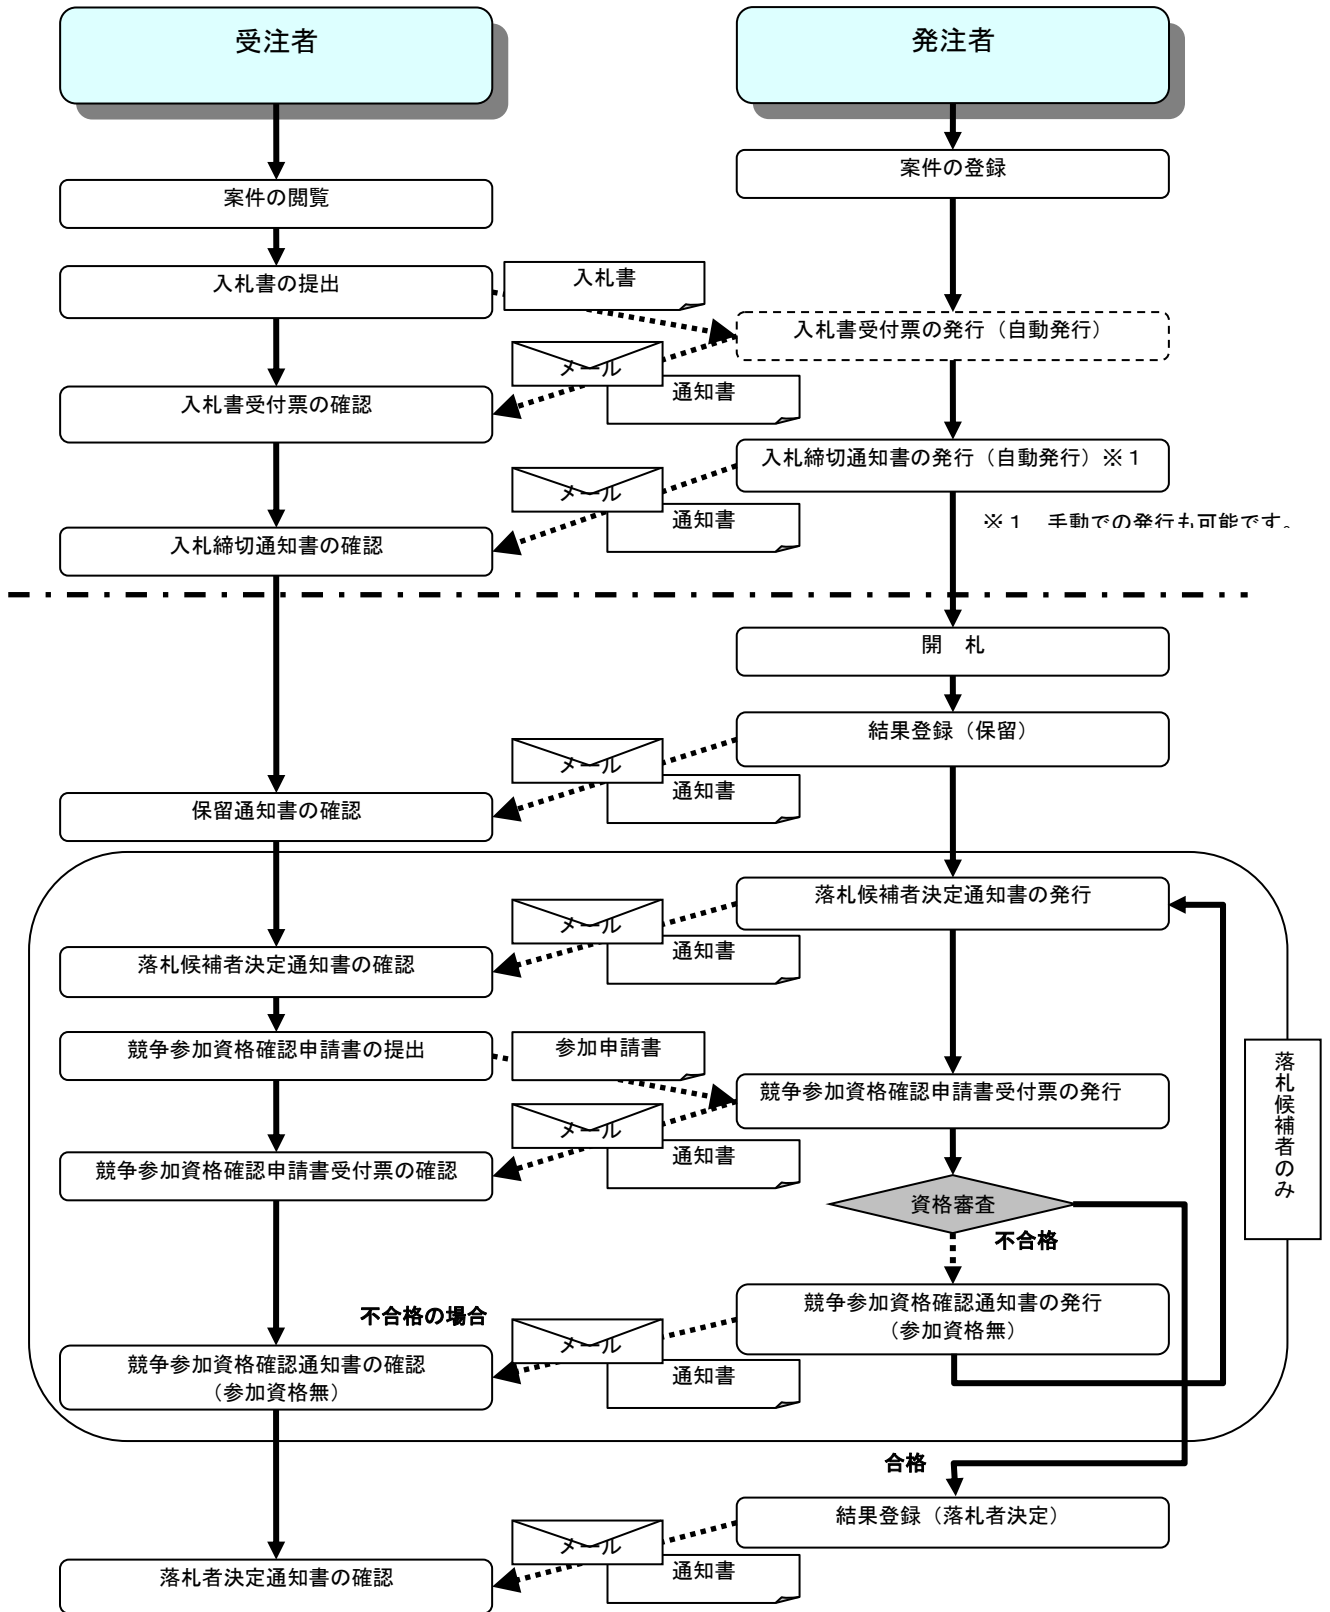 受注者
発注者
案件の登録
案件の閲覧
入札書の提出
入札書
入札書受付票の発行（自動発行）
メール
通知書
入札書受付票の確認
入札締切通知書の発行（自動発行）※１
メール
通知書
※１　手動での発行も可能です。
入札締切通知書の確認
開　札
結果登録（保留）
メール
通知書
保留通知書の確認
落札候補者決定通知書の発行
メール
通知書
落札候補者決定通知書の確認
競争参加資格確認申請書の提出
参加申請書
競争参加資格確認申請書受付票の発行
メール
通知書
競争参加資格確認申請書受付票の確認
落札候補者のみ
資格審査
不合格
競争参加資格確認通知書の発行
（参加資格無）
不合格の場合
メール
通知書
競争参加資格確認通知書の確認
（参加資格無）
合格
結果登録（落札者決定）
メール
通知書
落札者決定通知書の確認